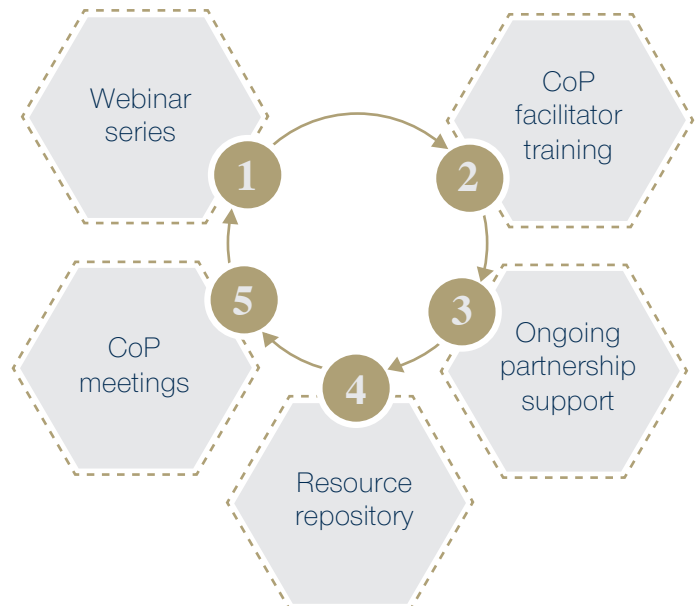 Webinar
series
1
CoP
facilitator
training
2
3
Ongoing
partnership
support
4
Resource
repository
5
CoP
meetings